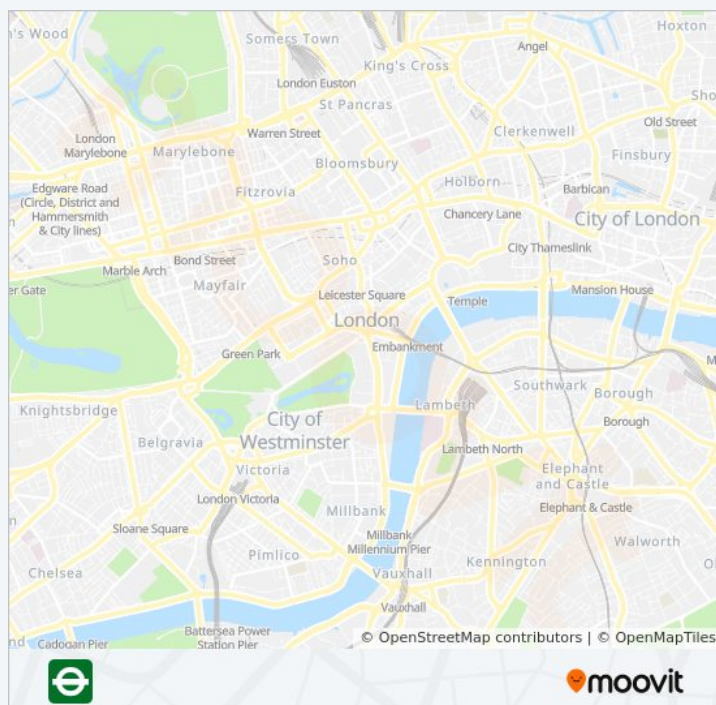 n's Wood
Somers Town
Hoxton
King's Cross
Angel
London Euston
St Pancras
Old Street
London
Marylebone
Marylebone
Warren Street
Clerkenwell
Finsbury
Bloomsbury
Edgware Road
(Circle, District and
Hammersmith
& City lines)
Fitzrovia
Holborn
Barbican
Chancery Lane
City of London
City Thameslink
Marble Arch
Bond Street
Soho
Mayfair
er Gate
Leicester Square
Temple
Mansion House
London
Embankment
Green Park
Southwark
Borough
Knightsbridge
City of
Westminster
Lambeth
Borough
Belgravia
Lambeth North
Victoria
Elephant
and Castle
London Victoria
Millbank
Elephant & Castle
Sloane Square
Millbank
Millennium Pier
Walworth
Pimlico
Kennington
Chelsea
Vauxhall
Vauxhall
Battersea Power
Station Pier
Cadogan Pier
© OpenStreetMap contributors | © OpenMapTiles
moovit